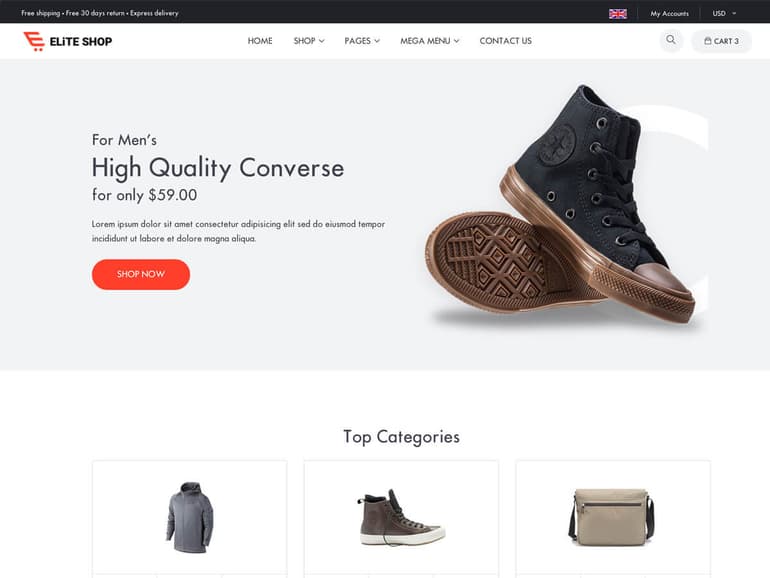 Free shipping • Free 30 days return • Express delivery
My Accounts
USD
ELiTE SHOP
HOME
SHOP
PAGES
MEGA MENU
CONTACT US
CART 3
For Men's
High Quality Converse
for only $59.00
Lorem ipsum dolor sit amet consectetur adipisicing elit sed do eiusmod tempor
incididunt ut labore et dolore magna aliqua.
SHOP NOW
Top Categories